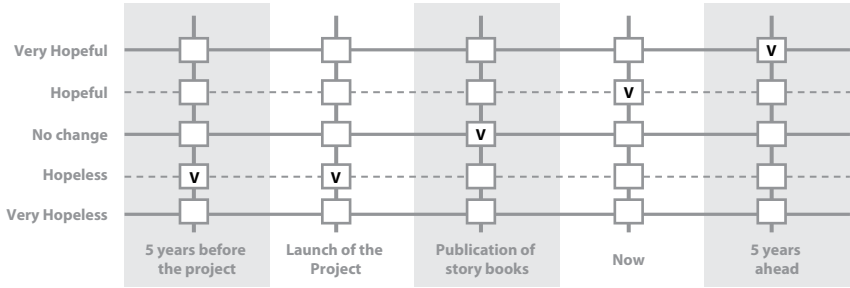 Very Hopeful V
Hopeful V
No change V
Hopeless V V
Very Hopeless
5 years before
the project
Launch of the
Project
Publication of
story books
Now
5 years
ahead